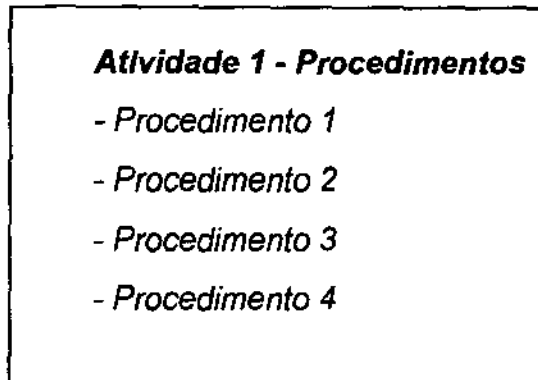 Atividade 1 - Procedimentos
- Procedimento 1
- Procedimento 2
- Procedimento 3
- Procedimento 4